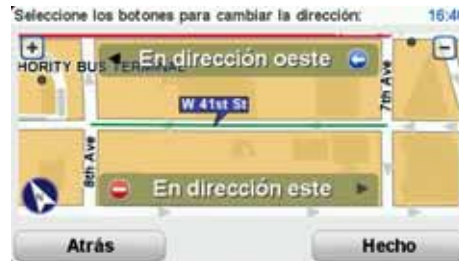 Seleccione los botones para cambiar la dirección:
16:4
HORITY BUS TERMINAL
En dirección oeste
7th Ave
W 41st St
8th Ave
En dirección este
Atrás
Hecho